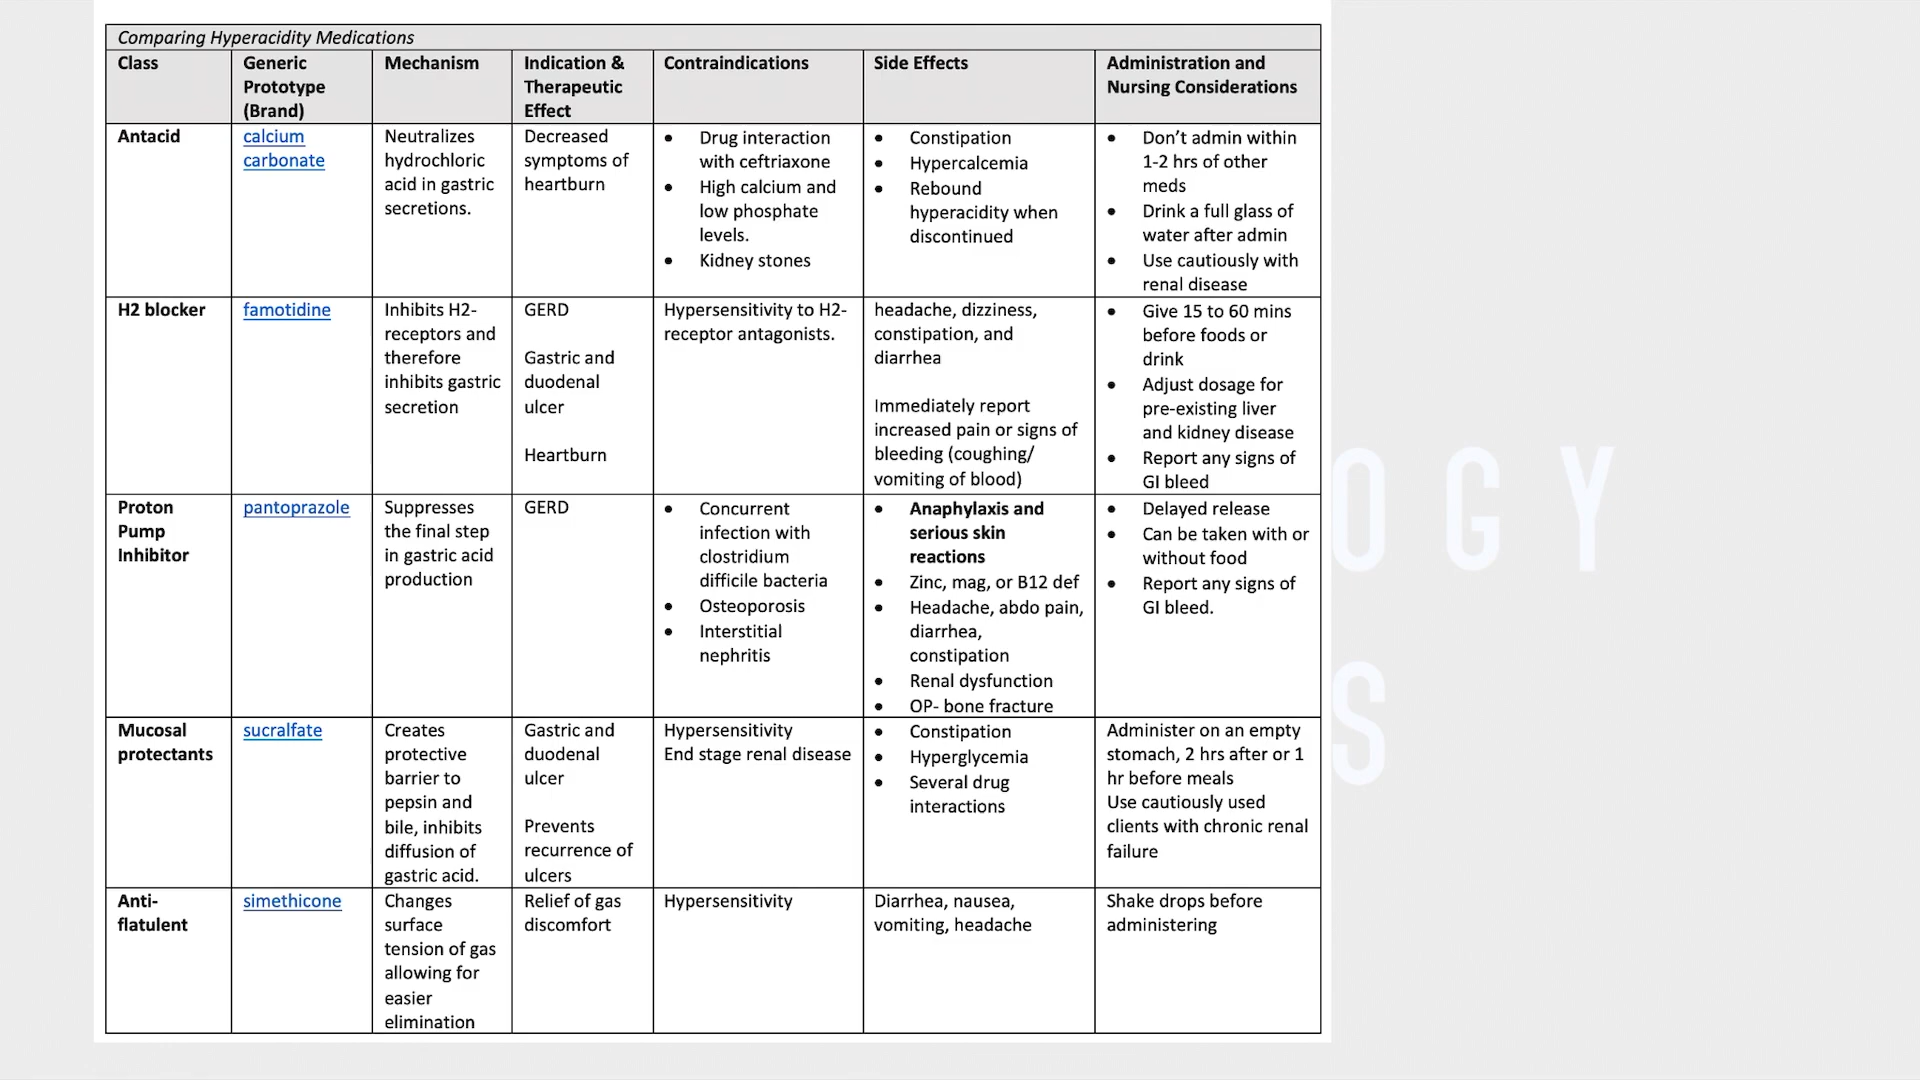 Comparing Hyperacidity Medications
Class
Generic
Prototype
(Brand)
Mechanism
Indication &
Therapeutic
Effect
Contraindications
Side Effects
Administration and
Nursing Considerations
Antacid
calcium
carbonate
Neutralizes
hydrochloric
acid in gastric
secretions.
Decreased
symptoms of
heartburn
• Drug interaction
with ceftriaxone
• High calcium and
low phosphate
levels.
• Kidney stones
• Constipation
• Hypercalcemia
• Rebound
hyperacidity when
discontinued
• Don’t admin within
1-2 hrs of other
meds
• Drink a full glass of
water after admin
• Use cautiously with
renal disease
H2 blocker
famotidine
Inhibits H2-
receptors and
therefore
inhibits gastric
secretion
GERD
Gastric and
duodenal
ulcer
Heartburn
Hypersensitivity to H2-
receptor antagonists.
headache, dizziness,
constipation, and
diarrhea
Immediately report
increased pain or signs of
bleeding (coughing/
vomiting of blood)
• Give 15 to 60 mins
before foods or
drink
• Adjust dosage for
pre-existing liver
and kidney disease
• Report any signs of
GI bleed
Proton
Pump
Inhibitor
pantoprazole
Suppresses
the final step
in gastric acid
production
GERD
• Concurrent
infection with
clostridium
difficile bacteria
• Osteoporosis
• Interstitial
nephritis
• Anaphylaxis and
serious skin
reactions
• Zinc, mag, or B12 def
• Headache, abdo pain,
diarrhea,
constipation
• Renal dysfunction
• OP- bone fracture
• Delayed release
• Can be taken with or
without food
• Report any signs of
GI bleed.
Mucosal
protectants
sucralfate
Creates
protective
barrier to
pepsin and
bile, inhibits
diffusion of
gastric acid.
Gastric and
duodenal
ulcer
Prevents
recurrence of
ulcers
Hypersensitivity
End stage renal disease
• Constipation
• Hyperglycemia
• Several drug
interactions
Administer on an empty
stomach, 2 hrs after or 1
hr before meals
Use cautiously used
clients with chronic renal
failure
Anti-
flatulent
simethicone
Changes
surface
tension of gas
allowing for
easier
elimination
Relief of gas
discomfort
Hypersensitivity
Diarrhea, nausea,
vomiting, headache
Shake drops before
administering
OGY
S